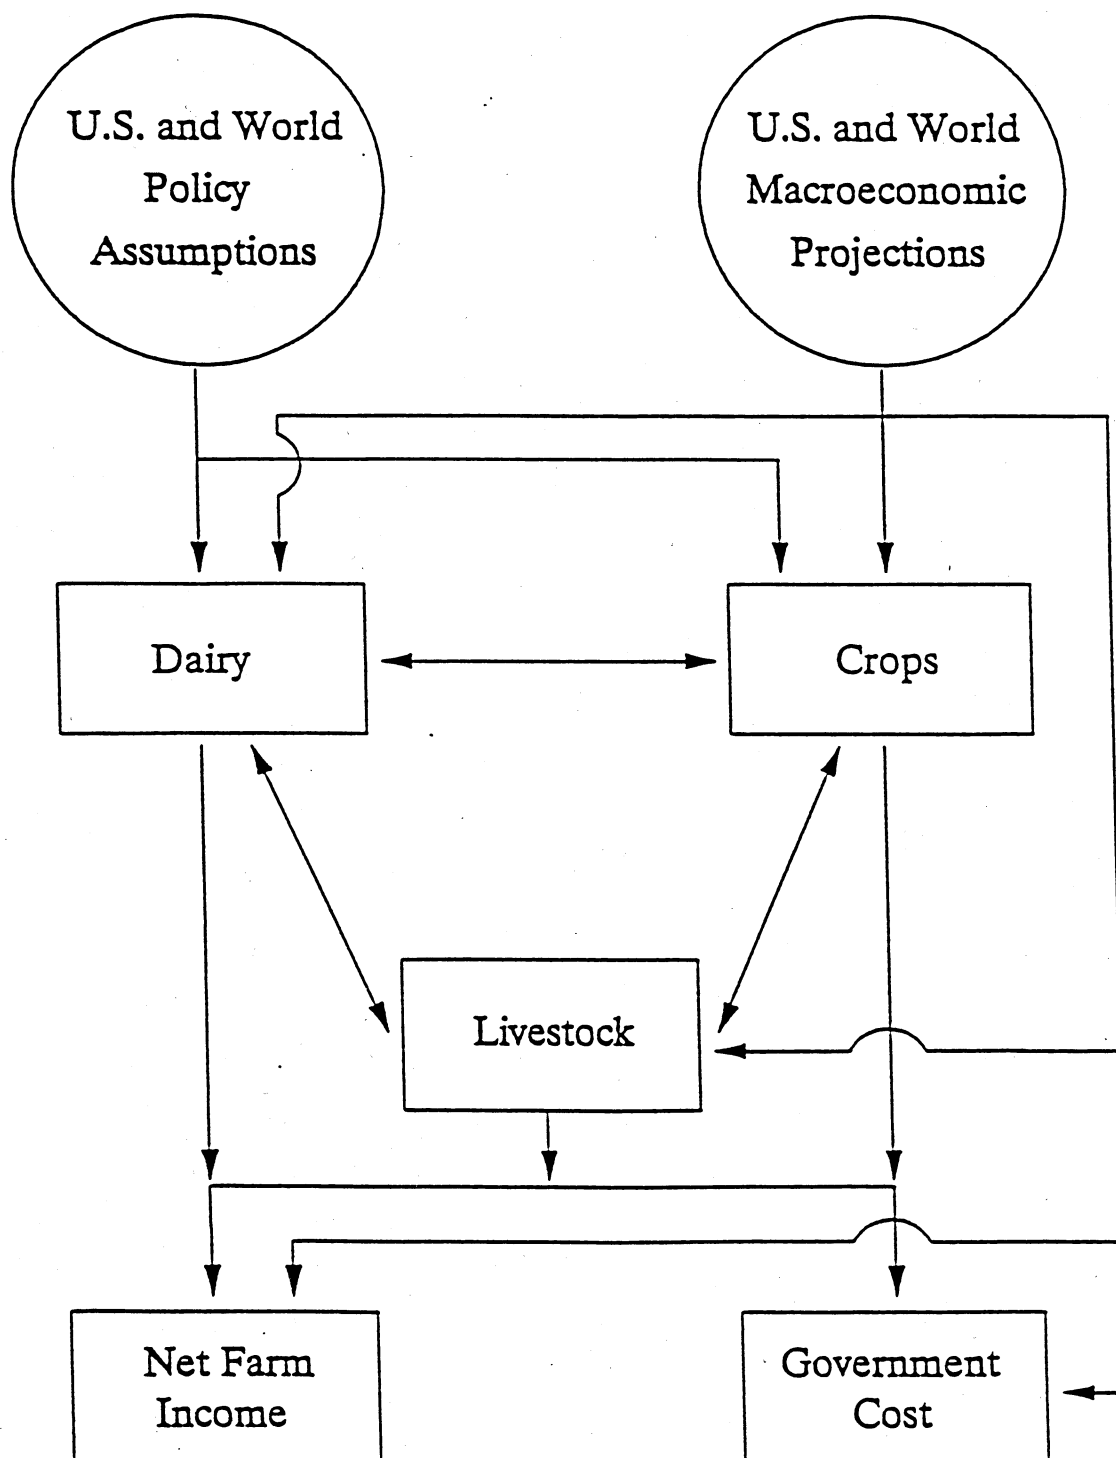 U.S. and World
Policy
Assumptions
U.S. and World
Macroeconomic
Projections
Dairy
Crops
Livestock
Net Farm
Income
Government
Cost